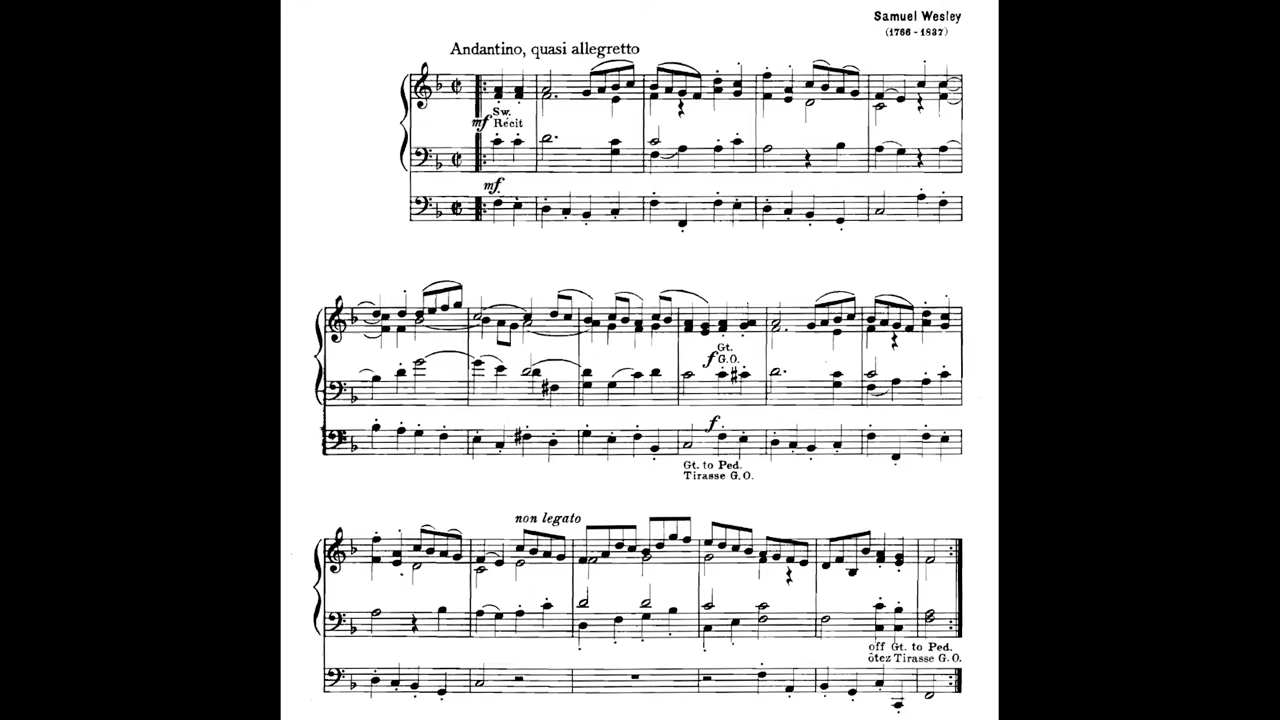 Samuel Wesley
(1766 - 1837)
Andantino, quasi allegretto
Sw.
mf Récit
mf
Gt.
f G.O.
f
Gt. to Ped.
Tirasse G.O.
non legato
off Gt. to Ped.
ôtez Tirasse G.O.